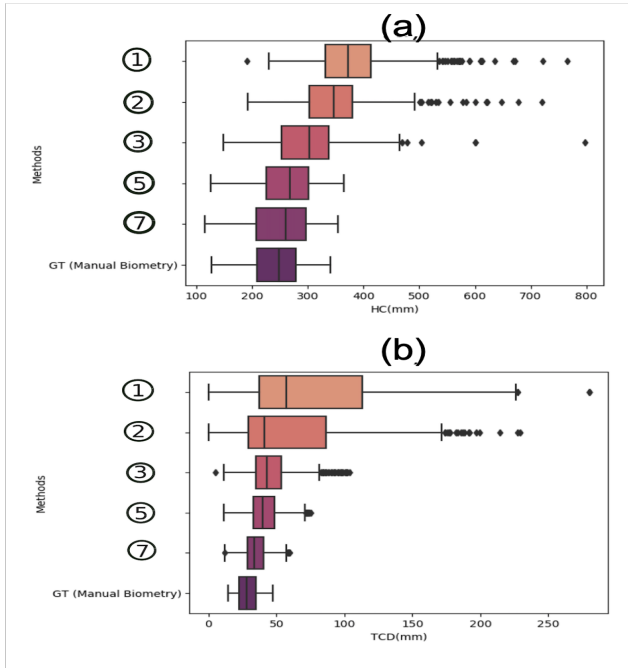 (a)
①
②
③
⑤
⑦
GT (Manual Biometry)
Methods
100 200 300 400 500 600 700 800
HC(mm)
(b)
①
②
③
⑤
⑦
GT (Manual Biometry)
Methods
0 50 100 150 200 250
TCD(mm)